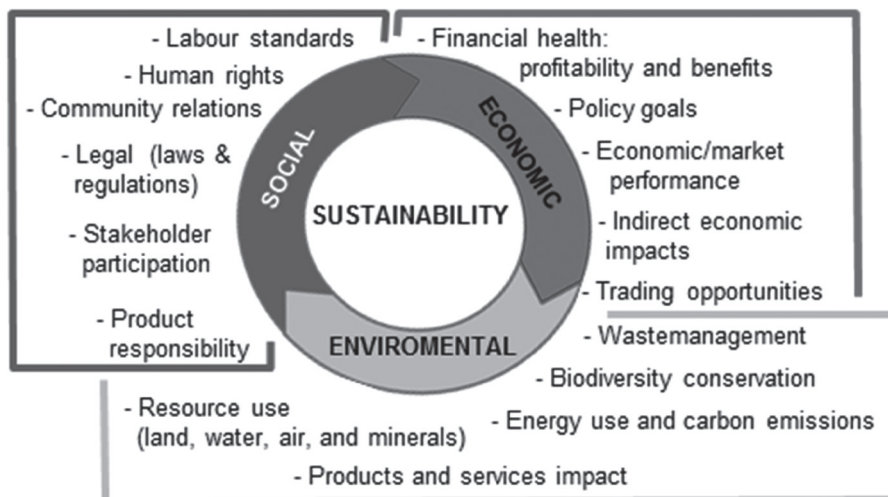 - Labour standards
- Human rights
- Community relations
- Legal (laws &
regulations)
- Stakeholder
participation
- Product
responsibility
- Financial health:
profitability and benefits
- Policy goals
- Economic/market
performance
- Indirect economic
impacts
- Trading opportunities
SOCIAL
ECONOMIC
SUSTAINABILITY
ENVIROMENTAL
- Wastemanagement
- Biodiversity conservation
- Energy use and carbon emissions
- Resource use
(land, water, air, and minerals)
- Products and services impact